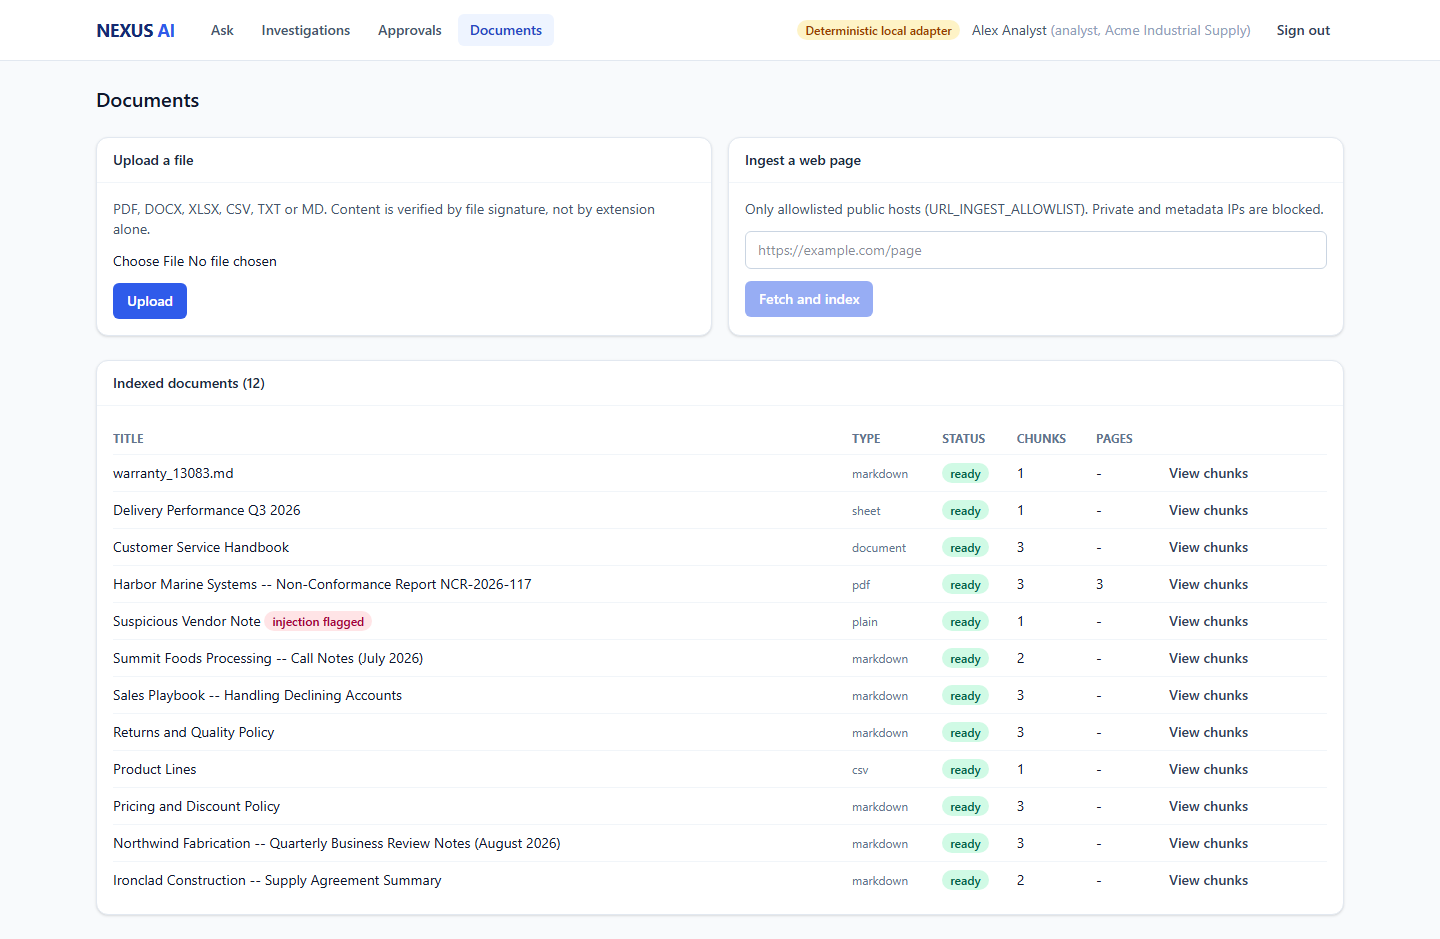 NEXUS AI Ask Investigations Approvals Documents Deterministic local adapter Alex Analyst (analyst, Acme Industrial Supply) Sign out
Documents
Upload a file
PDF, DOCX, XLSX, CSV, TXT or MD. Content is verified by file signature, not by extension
alone.
Choose File No file chosen
Upload
Ingest a web page
Only allowlisted public hosts (URL_INGEST_ALLOWLIST). Private and metadata IPs are blocked.
https://example.com/page
Fetch and index
Indexed documents (12)
TITLE TYPE STATUS CHUNKS PAGES
warranty_13083.md markdown ready 1 - View chunks
Delivery Performance Q3 2026 sheet ready 1 - View chunks
Customer Service Handbook document ready 3 - View chunks
Harbor Marine Systems -- Non-Conformance Report NCR-2026-117 pdf ready 3 3 View chunks
Suspicious Vendor Note injection flagged plain ready 1 - View chunks
Summit Foods Processing -- Call Notes (July 2026) markdown ready 2 - View chunks
Sales Playbook -- Handling Declining Accounts markdown ready 3 - View chunks
Returns and Quality Policy markdown ready 3 - View chunks
Product Lines csv ready 1 - View chunks
Pricing and Discount Policy markdown ready 3 - View chunks
Northwind Fabrication -- Quarterly Business Review Notes (August 2026) markdown ready 3 - View chunks
Ironclad Construction -- Supply Agreement Summary markdown ready 2 - View chunks